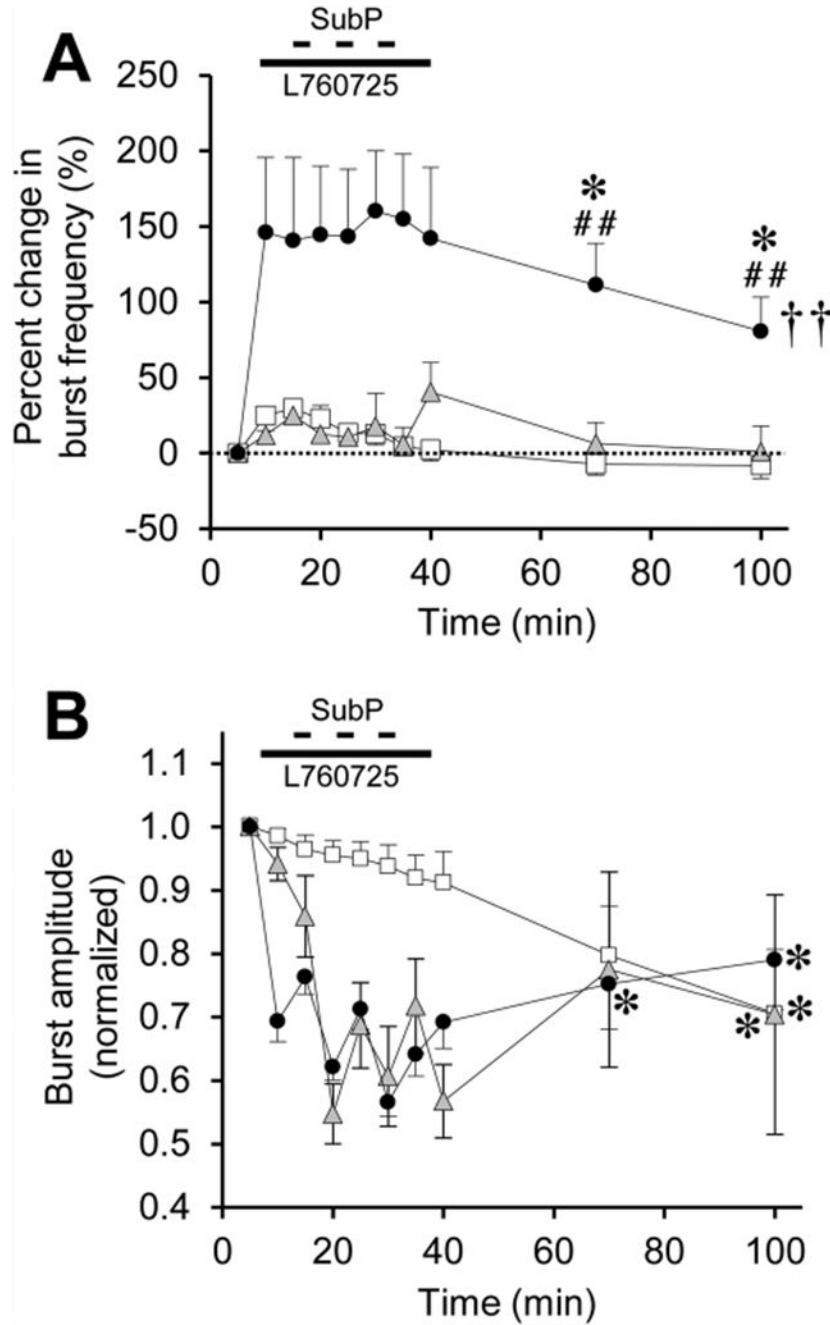 A
SubP
L760725
250
200
150
100
50
0
-50
Percent change in
burst frequency (%)
*
##
*
##
††
0 20 40 60 80 100
Time (min)
B
SubP
L760725
1.1
1.0
0.9
0.8
0.7
0.6
0.5
0.4
Burst amplitude
(normalized)
*
*
*
*
0 20 40 60 80 100
Time (min)